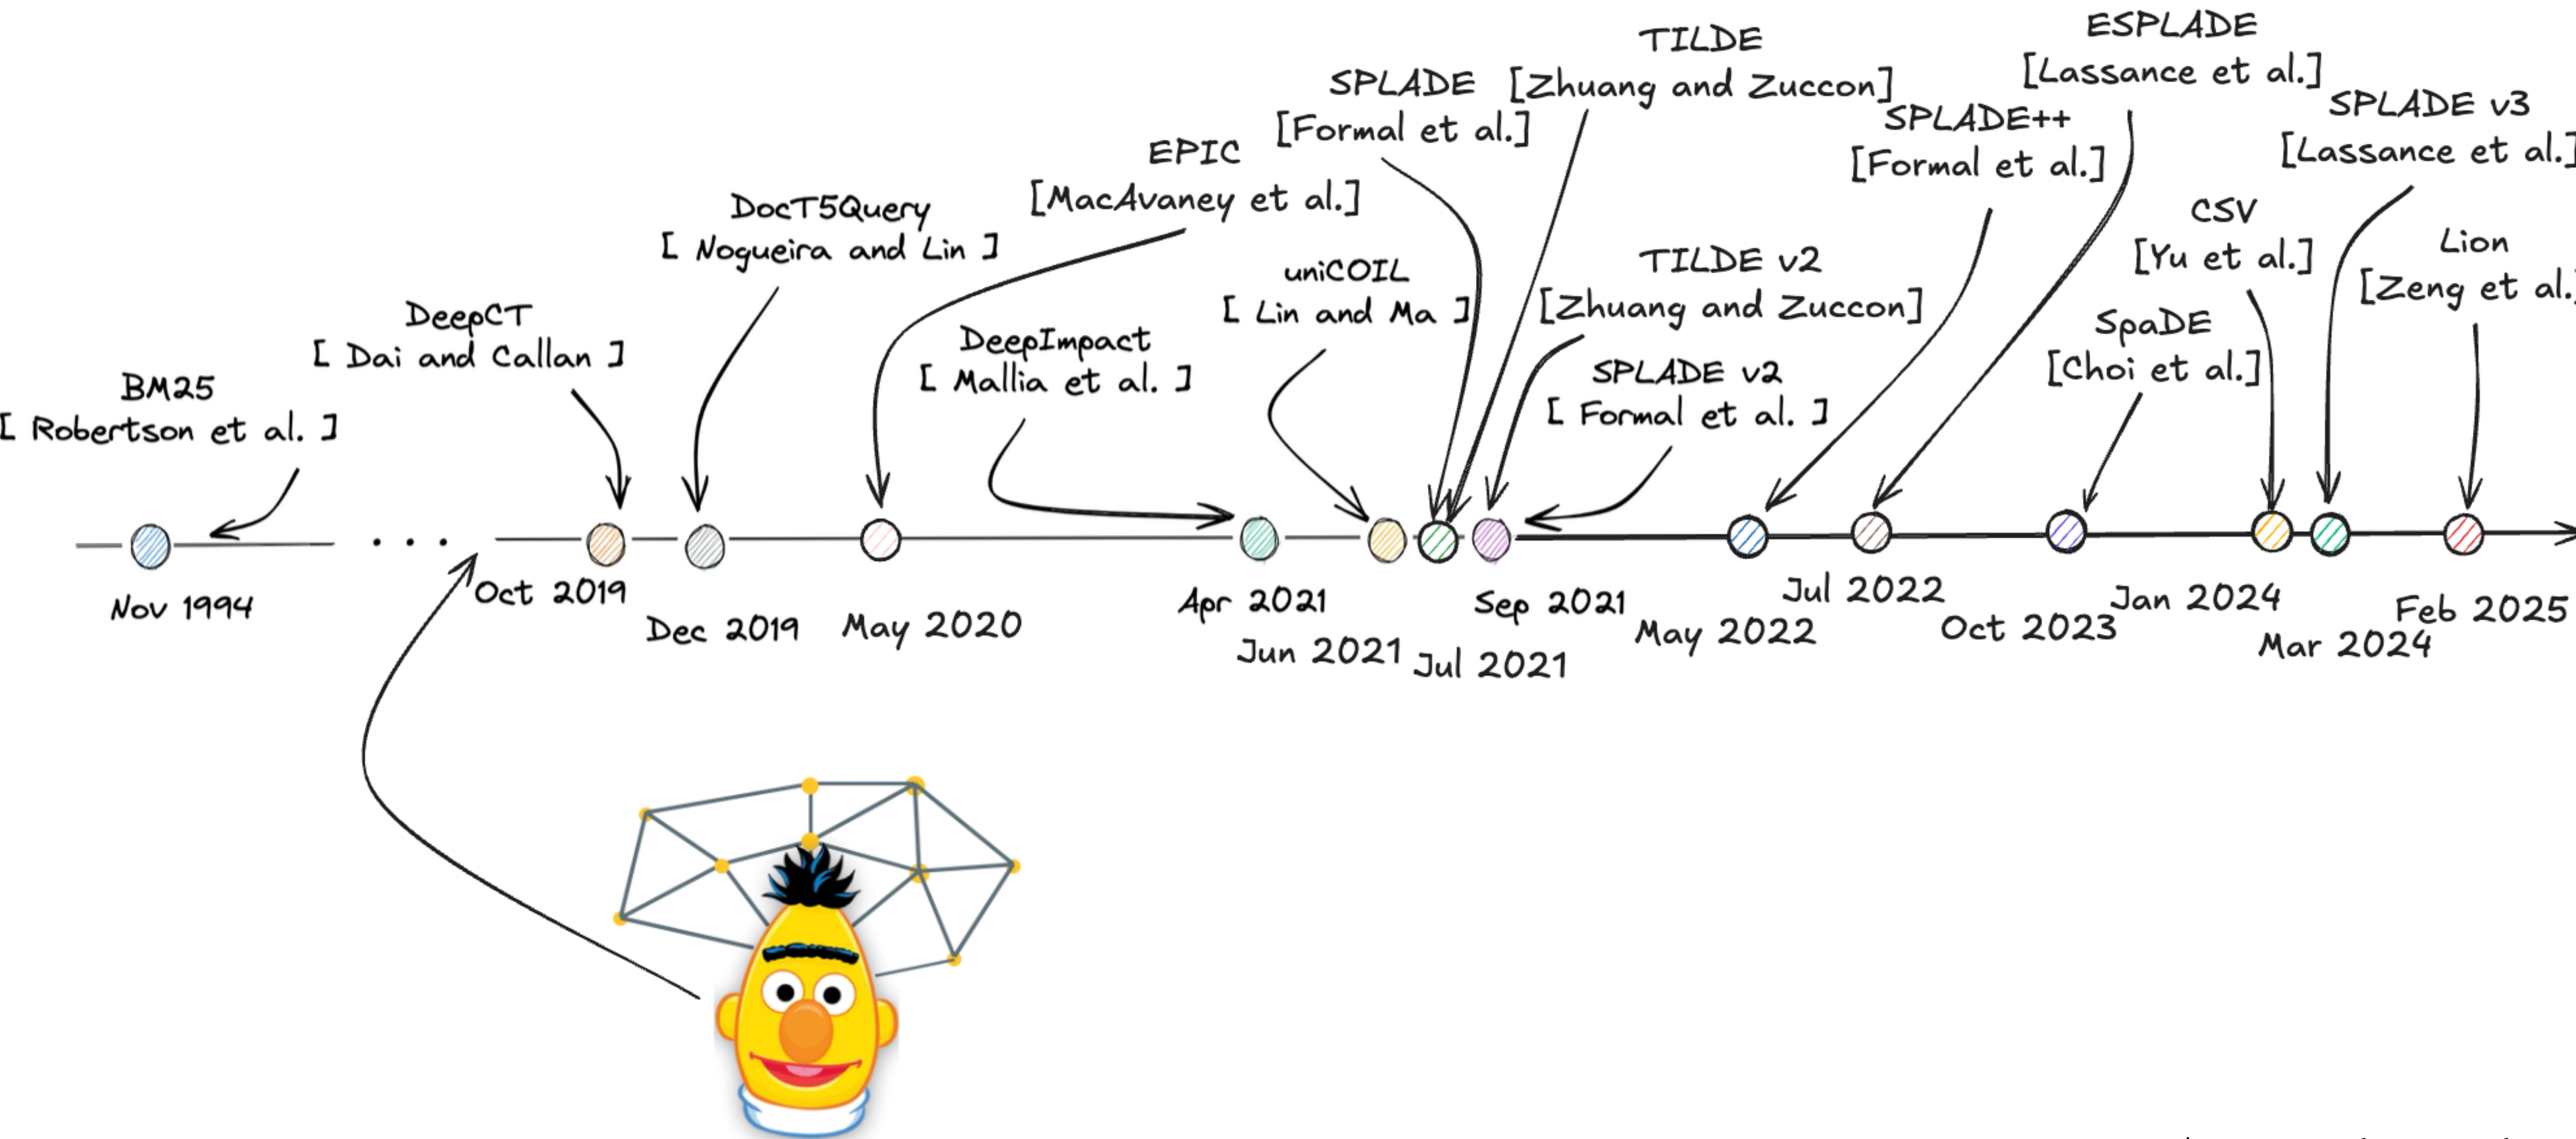 BM25
[ Robertson et al. ]
DeepCT
[ Dai and Callan ]
DocT5Query
[ Nogueira and Lin ]
EPIC
[MacAvaney et al.]
DeepImpact
[ Mallia et al. ]
uniCOIL
[ Lin and Ma ]
SPLADE
[Formal et al.]
TILDE
[Zhuang and Zuccon]
TILDE v2
[Zhuang and Zuccon]
SPLADE v2
[ Formal et al. ]
SPLADE++
[Formal et al.]
ESPLADE
[Lassance et al.]
SpaDE
[Choi et al.]
CSV
[Yu et al.]
SPLADE v3
[Lassance et al.]
Lion
[Zeng et al.]
. . .
Nov 1994
Oct 2019
Dec 2019
May 2020
Apr 2021
Jun 2021
Jul 2021
Sep 2021
May 2022
Jul 2022
Oct 2023
Jan 2024
Mar 2024
Feb 2025